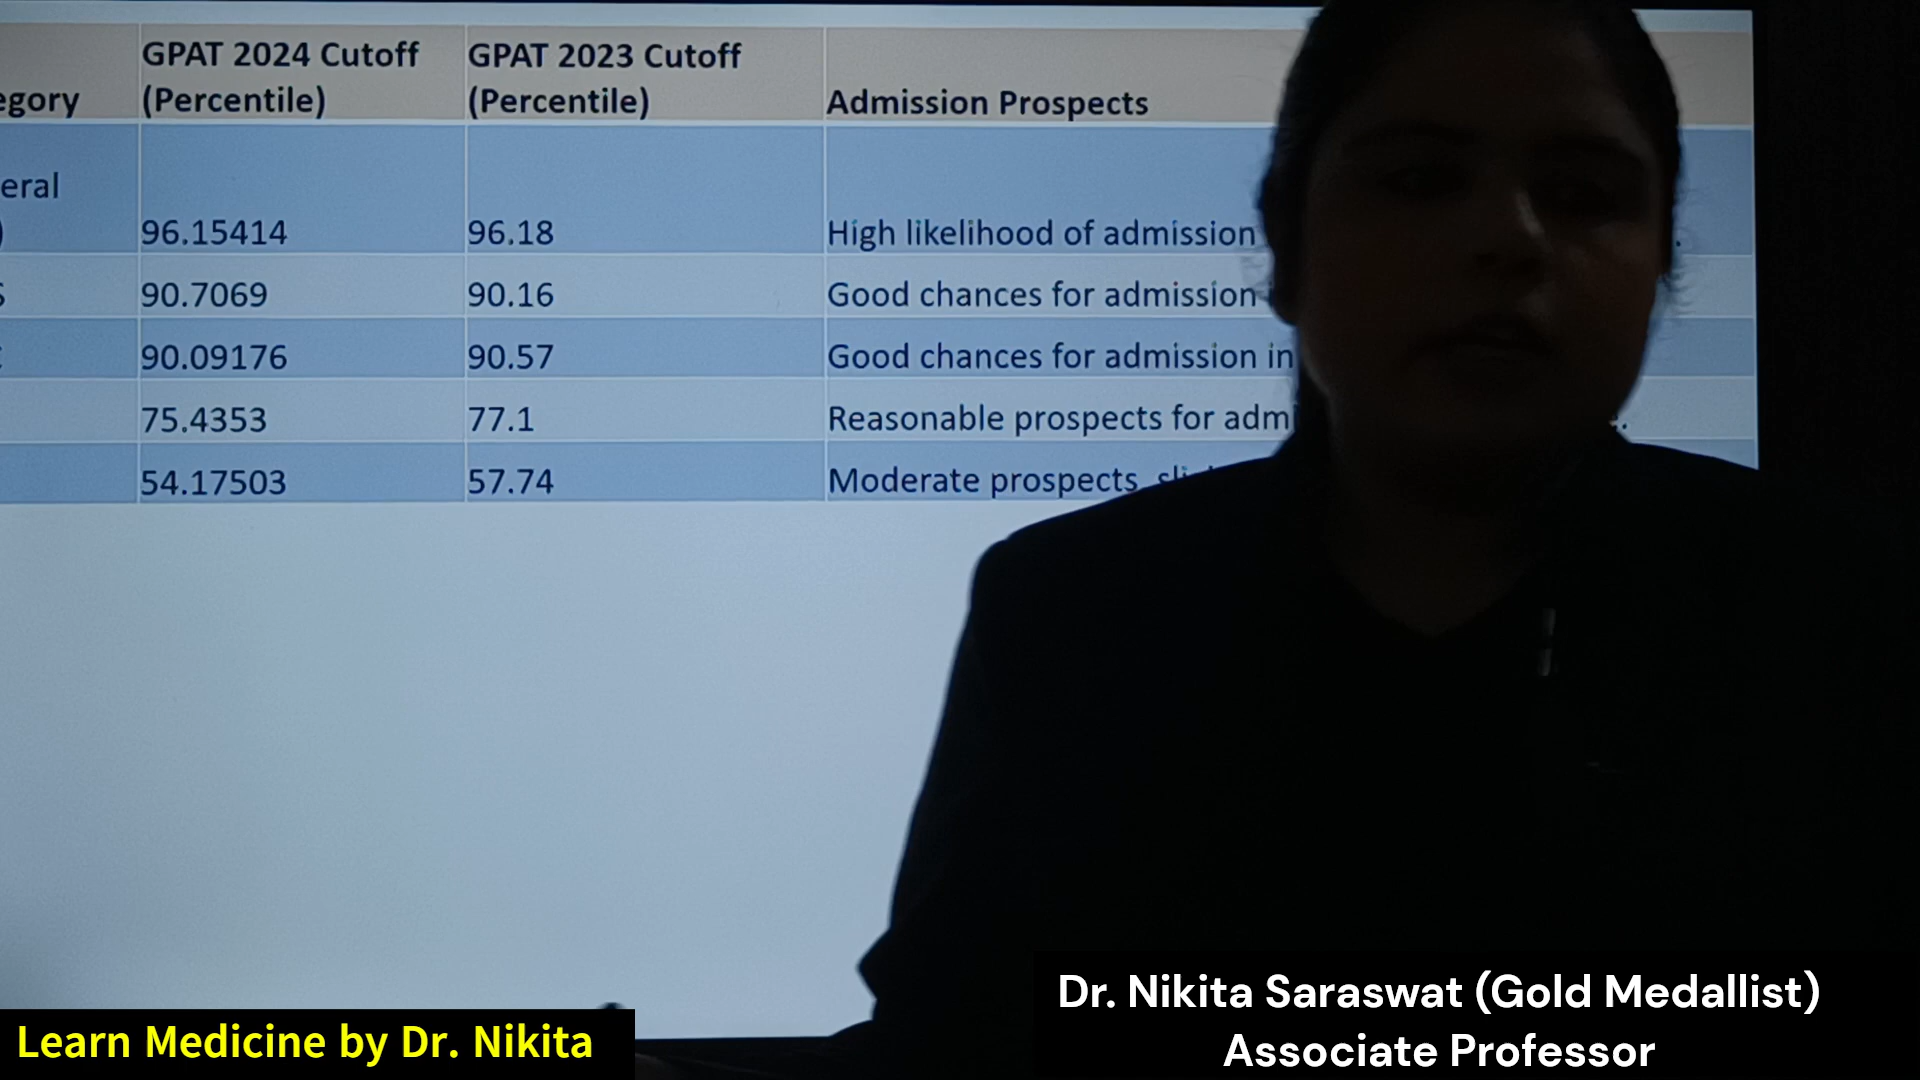 GPAT 2024 Cutoff GPAT 2023 Cutoff
egory (Percentile) (Percentile) Admission Prospects
eral
) 96.15414 96.18 High likelihood of admission
S 90.7069 90.16 Good chances for admission
C 90.09176 90.57 Good chances for admission in
75.4353 77.1 Reasonable prospects for adm
54.17503 57.74 Moderate prospects
Dr. Nikita Saraswat (Gold Medallist)
Learn Medicine by Dr. Nikita
Associate Professor